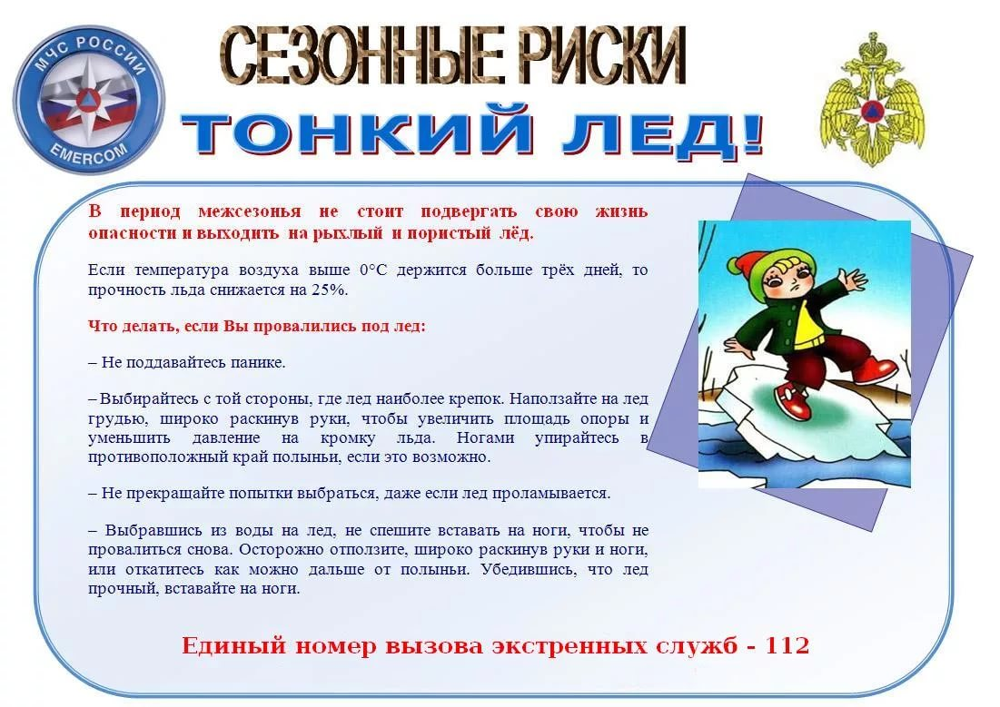 МЧС РОССИИ
EMERCOM
СЕЗОННЫЕ РИСКИ
ТОНКИЙ ЛЕД!
В период межсезонья не стоит подвергать свою жизнь
опасности и выходить на рыхлый и пористый лёд.
Если температура воздуха выше 0°С держится больше трёх дней, то
прочность льда снижается на 25%.
Что делать, если Вы провалились под лед:
– Не поддавайтесь панике.
– Выбирайтесь с той стороны, где лед наиболее крепок. Наползайте на лед
грудью, широко раскинув руки, чтобы увеличить площадь опоры и
уменьшить давление на кромку льда. Ногами упирайтесь в
противоположный край полыньи, если это возможно.
– Не прекращайте попытки выбраться, даже если лед проламывается.
– Выбравшись из воды на лед, не спешите вставать на ноги, чтобы не
провалиться снова. Осторожно отползите, широко раскинув руки и ноги,
или откатитесь как можно дальше от полыньи. Убедившись, что лед
прочный, вставайте на ноги.
Единый номер вызова экстренных служб - 112